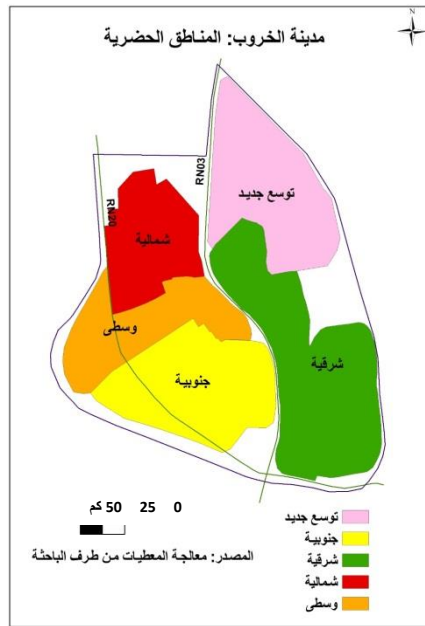 N
مدينة الخروب: المناطق الحضرية
RN03
توسع جديد
RN20
شمالية
وسطى
شرقية
جنوبية
0 25 50 كم
المصدر: معالجة المعطيات من طرف الباحثة
توسع جديد
جنوبية
شرقية
شمالية
وسطى